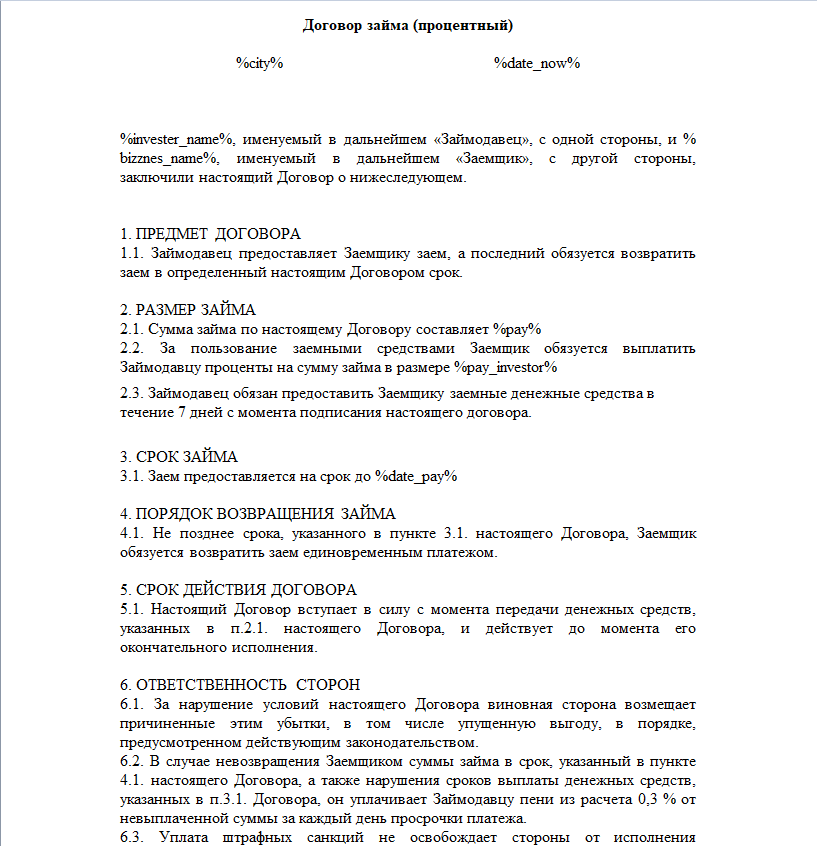 Договор займа (процентный)
%city% %date_now%
%invester_name%, именуемый в дальнейшем «Займодавец», с одной стороны, и %
bizznes_name%, именуемый в дальнейшем «Заемщик», с другой стороны,
заключили настоящий Договор о нижеследующем.
1. ПРЕДМЕТ ДОГОВОРА
1.1. Займодавец предоставляет Заемщику заем, а последний обязуется возвратить
заем в определенный настоящим Договором срок.
2. РАЗМЕР ЗАЙМА
2.1. Сумма займа по настоящему Договору составляет %pay%
2.2. За пользование заемными средствами Заемщик обязуется выплатить
Займодавцу проценты на сумму займа в размере %pay_investor%
2.3. Займодавец обязан предоставить Заемщику заемные денежные средства в
течение 7 дней с момента подписания настоящего договора.
3. СРОК ЗАЙМА
3.1. Заем предоставляется на срок до %date_pay%
4. ПОРЯДОК ВОЗВРАЩЕНИЯ ЗАЙМА
4.1. Не позднее срока, указанного в пункте 3.1. настоящего Договора, Заемщик
обязуется возвратить заем единовременным платежом.
5. СРОК ДЕЙСТВИЯ ДОГОВОРА
5.1. Настоящий Договор вступает в силу с момента передачи денежных средств,
указанных в п.2.1. настоящего Договора, и действует до момента его
окончательного исполнения.
6. ОТВЕТСТВЕННОСТЬ СТОРОН
6.1. За нарушение условий настоящего Договора виновная сторона возмещает
причиненные этим убытки, в том числе упущенную выгоду, в порядке,
предусмотренном действующим законодательством.
6.2. В случае невозвращения Заемщиком суммы займа в срок, указанный в пункте
4.1. настоящего Договора, а также нарушения сроков выплаты денежных средств,
указанных в п.3.1. Договора, он уплачивает Займодавцу пени из расчета 0,3 % от
невыплаченной суммы за каждый день просрочки платежа.
6.3. Уплата штрафных санкций не освобождает стороны от исполнения